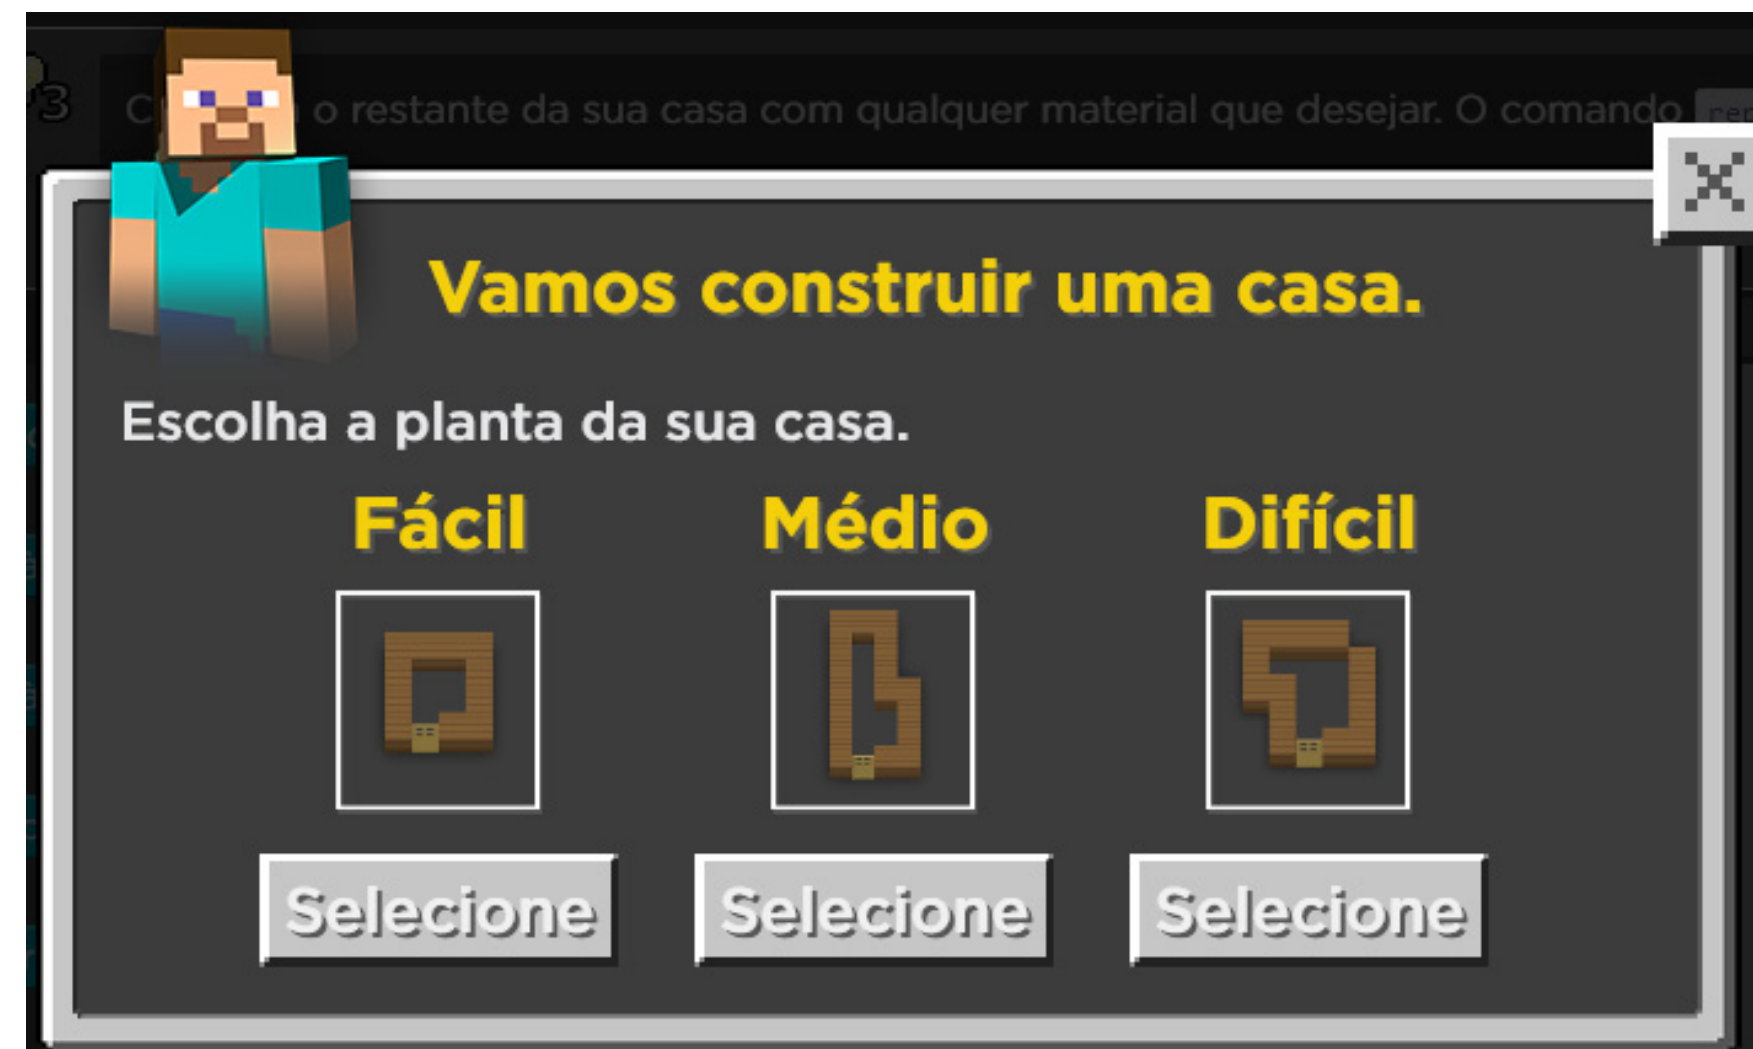 3
o restante da sua casa com qualquer material que desejar. O comando
Vamos construir uma casa.
Escolha a planta da sua casa.
Fácil Médio Difícil
Selecione Selecione Selecione